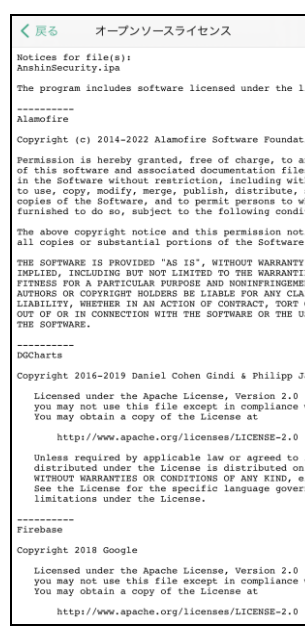 戻る オープンソースライセンス
Notices for file(s):
AnshinSecurity.ipa
The program includes software licensed under the l
----------
Alamofire
Copyright (c) 2014-2022 Alamofire Software Foundat
Permission is hereby granted, free of charge, to a
of this software and associated documentation file
in the Software without restriction, including wit
to use, copy, modify, merge, publish, distribute,
copies of the Software, and to permit persons to w
furnished to do so, subject to the following condi
The above copyright notice and this permission not
all copies or substantial portions of the Software
THE SOFTWARE IS PROVIDED "AS IS", WITHOUT WARRANTY
IMPLIED, INCLUDING BUT NOT LIMITED TO THE WARRANTI
FITNESS FOR A PARTICULAR PURPOSE AND NONINFRINGEME
AUTHORS OR COPYRIGHT HOLDERS BE LIABLE FOR ANY CLA
LIABILITY, WHETHER IN AN ACTION OF CONTRACT, TORT
OUT OF OR IN CONNECTION WITH THE SOFTWARE OR THE U
THE SOFTWARE.
----------
DGCharts
Copyright 2016-2019 Daniel Cohen Gindi & Philipp J
Licensed under the Apache License, Version 2.0
you may not use this file except in compliance
You may obtain a copy of the License at
http://www.apache.org/licenses/LICENSE-2.0
Unless required by applicable law or agreed to
distributed under the License is distributed on
WITHOUT WARRANTIES OR CONDITIONS OF ANY KIND, e
See the License for the specific language gover
limitations under the License.
----------
Firebase
Copyright 2018 Google
Licensed under the Apache License, Version 2.0
you may not use this file except in compliance
You may obtain a copy of the License at
http://www.apache.org/licenses/LICENSE-2.0